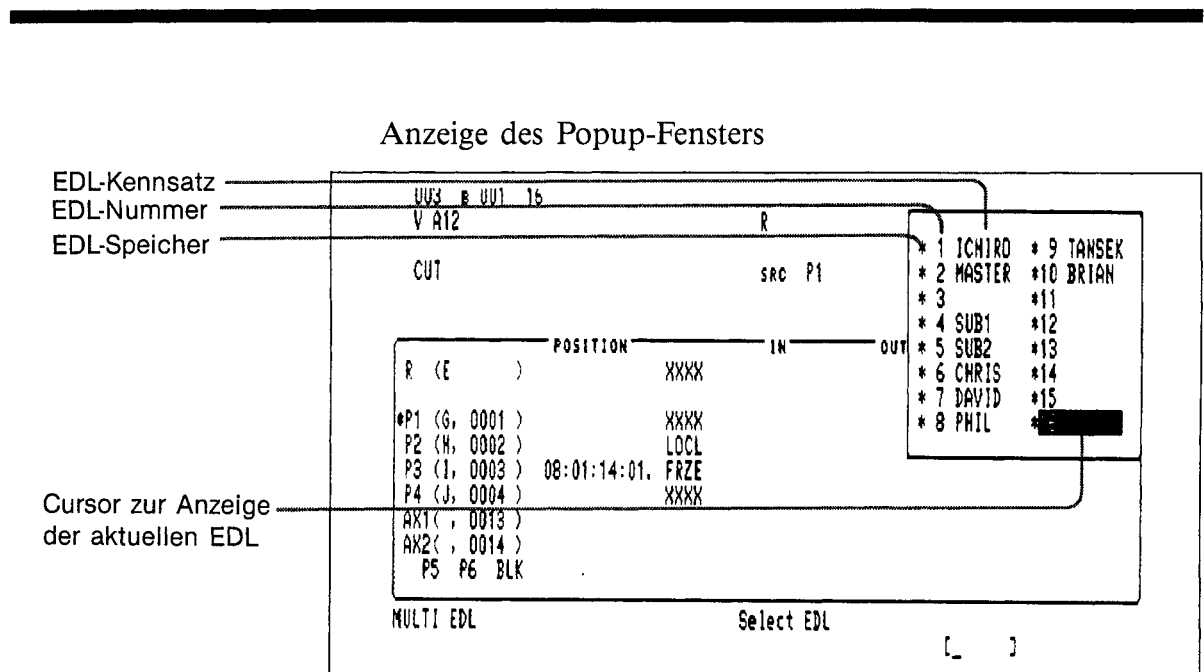 Anzeige des Popup-Fensters
EDL-Kennsatz
EDL-Nummer
EDL-Speicher
V A12 R
CUT SRC P1
* 1 ICHIRO * 9 TANSEK
* 2 MASTER *10 BRIAN
* 3 *11
* 4 SUB1 *12
* 5 SUB2 *13
* 6 CHRIS *14
* 7 DAVID *15
* 8 PHIL *
POSITION IN OUT
R (E ) XXXX
*P1 (G, 0001 ) XXXX
P2 (H, 0002 ) LOCL
P3 (I, 0003 ) 08:01:14:01. FRZE
P4 (J, 0004 ) XXXX
AX1( , 0013 )
AX2( , 0014 )
P5 P6 BLK
Cursor zur Anzeige
der aktuellen EDL
MULTI EDL Select EDL
[_ ]